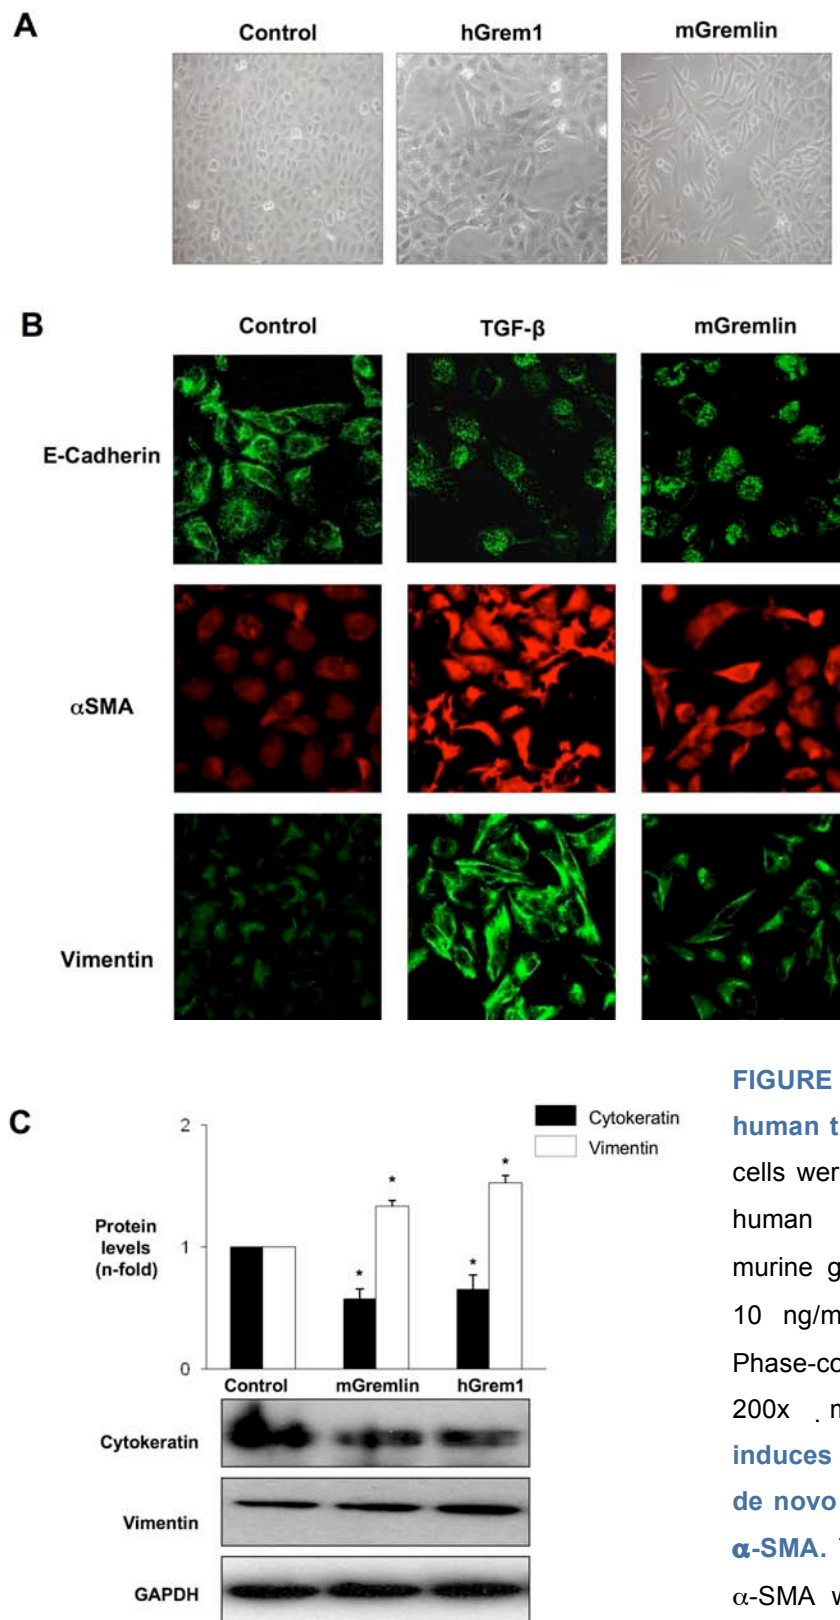 A
Control
hGrem1
mGremlin
B
Control
TGF-β
mGremlin
E-Cadherin
αSMA
Vimentin
C
Cytokeratin
Vimentin
2
1
0
Protein
levels
(n-fold)
*
*
*
*
Control
mGremlin
hGrem1
Cytokeratin
Vimentin
GAPDH
FIGURE
human t
cells wer
human
murine g
10 ng/m
Phase-co
200x . m
induces
de novo
α-SMA.
α-SMA w